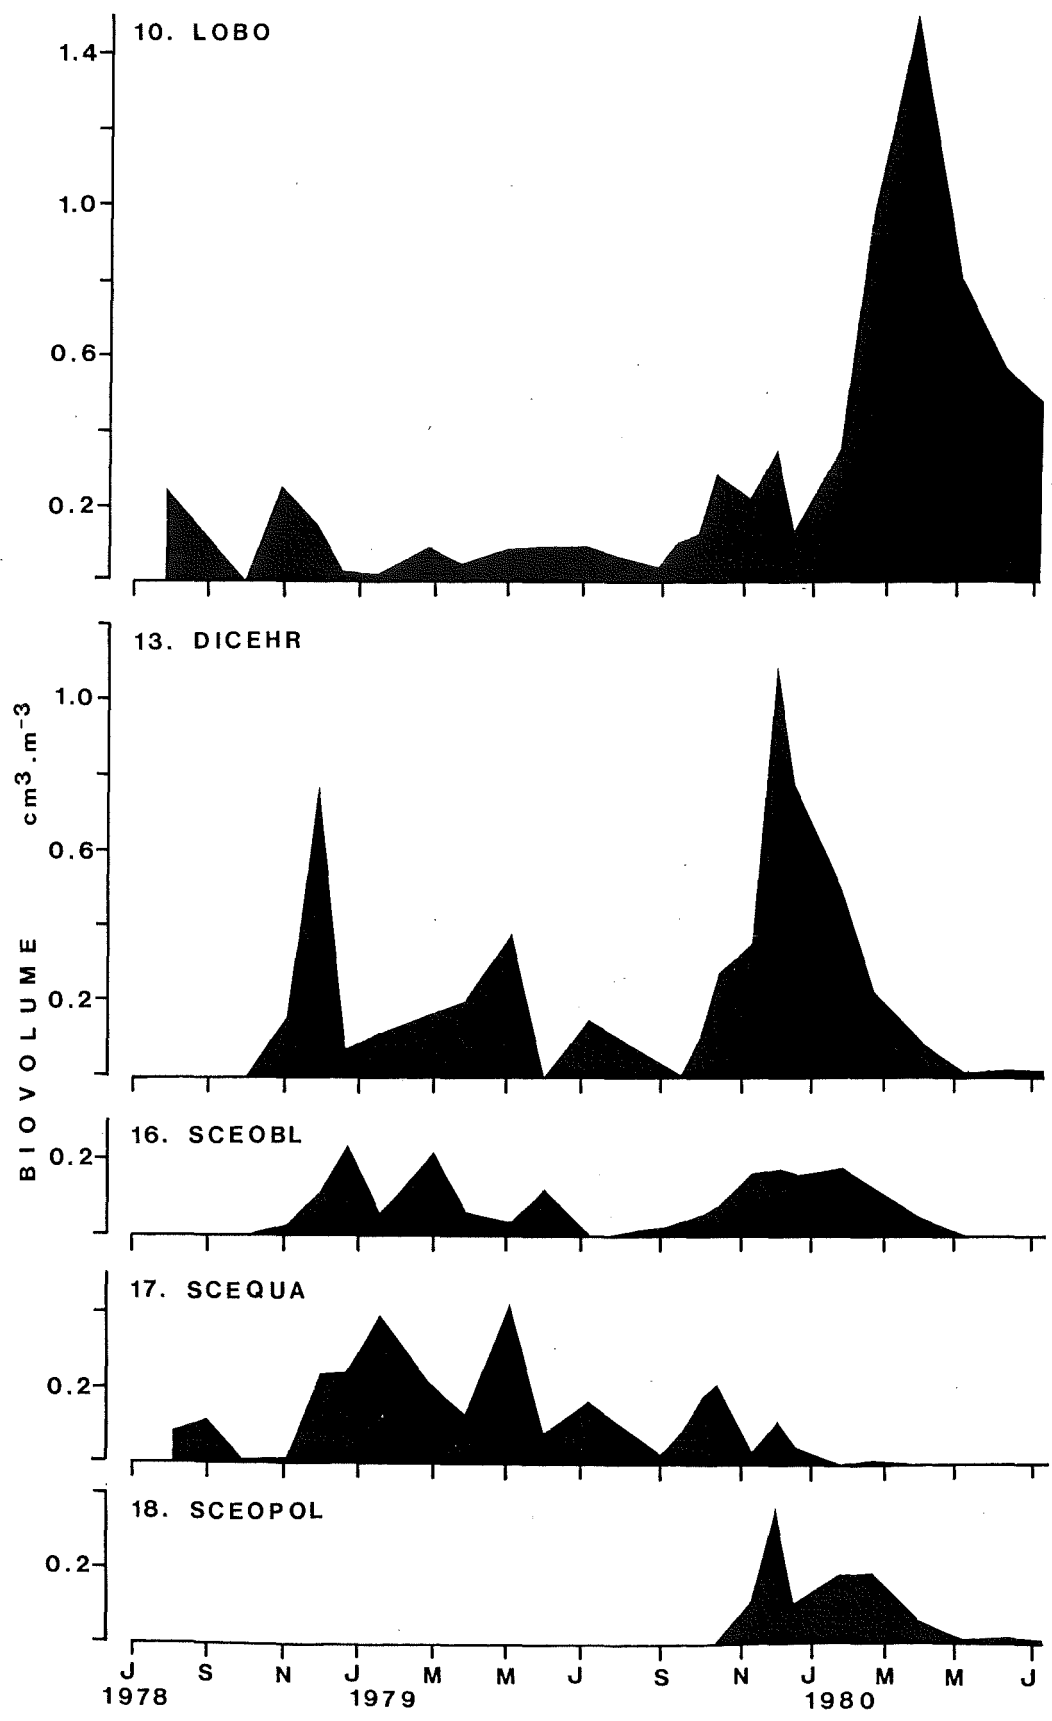 10. LOBO
1.4
1.0
0.6
0.2
13. DICEHR
1.0
0.6
0.2
BIOVOLUME cm³.m⁻³
16. SCEOBL
0.2
17. SCEQUA
0.2
18. SCEOPOL
0.2
J S N J M M J S N J M M J
1978 1979 1980